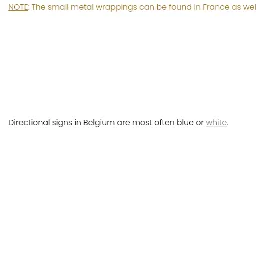 NOTE: The small metal wrappings can be found in France as wel
Directional signs in Belgium are most often blue or white.